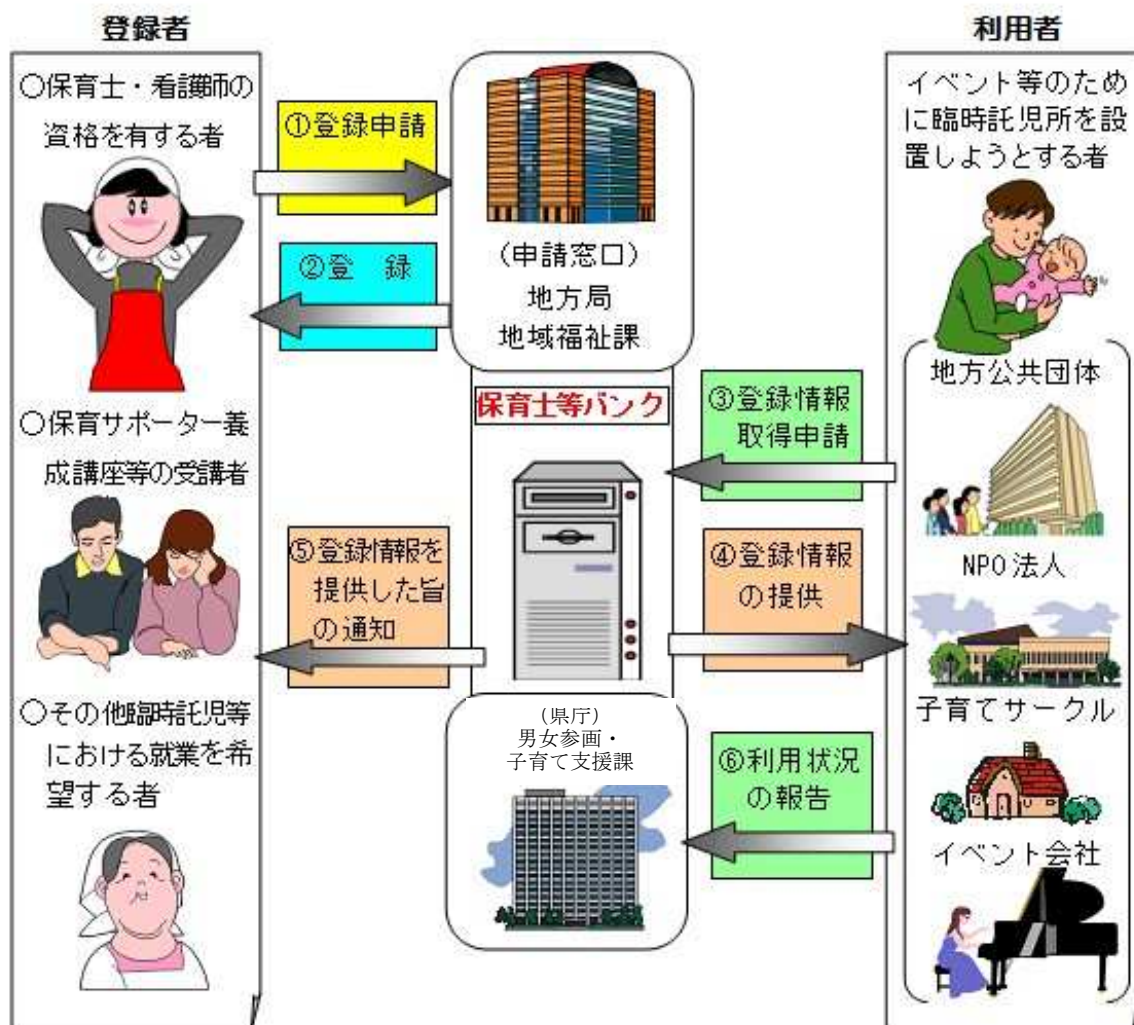 登録者
○保育士・看護師の
資格を有する者
○保育サポーター養
成講座等の受講者
○その他臨時託児等
における就業を希
望する者
①登録申請
②登　録
(申請窓口)
地方局
地域福祉課
保育士等バンク
③登録情報
取得申請
④登録情報
の提供
⑤登録情報を
提供した旨
の通知
(県庁)
男女参画・
子育て支援課
⑥利用状況
の報告
利用者
イベント等のため
に臨時託児所を設
置しようとする者
地方公共団体
NPO法人
子育てサークル
イベント会社